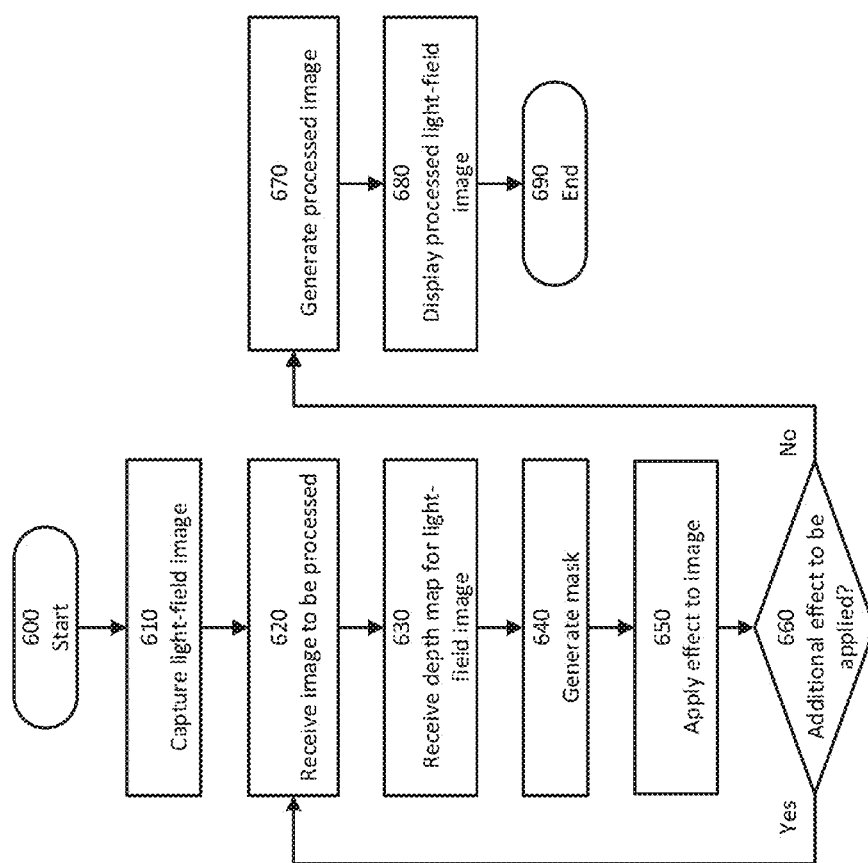 600
Start
610
Capture light-field image
620
Receive image to be processed
630
Receive depth map for light-
field image
640
Generate mask
650
Apply effect to image
660
Additional effect to be
applied?
Yes
No
670
Generate processed image
680
Display processed light-field
image
690
End